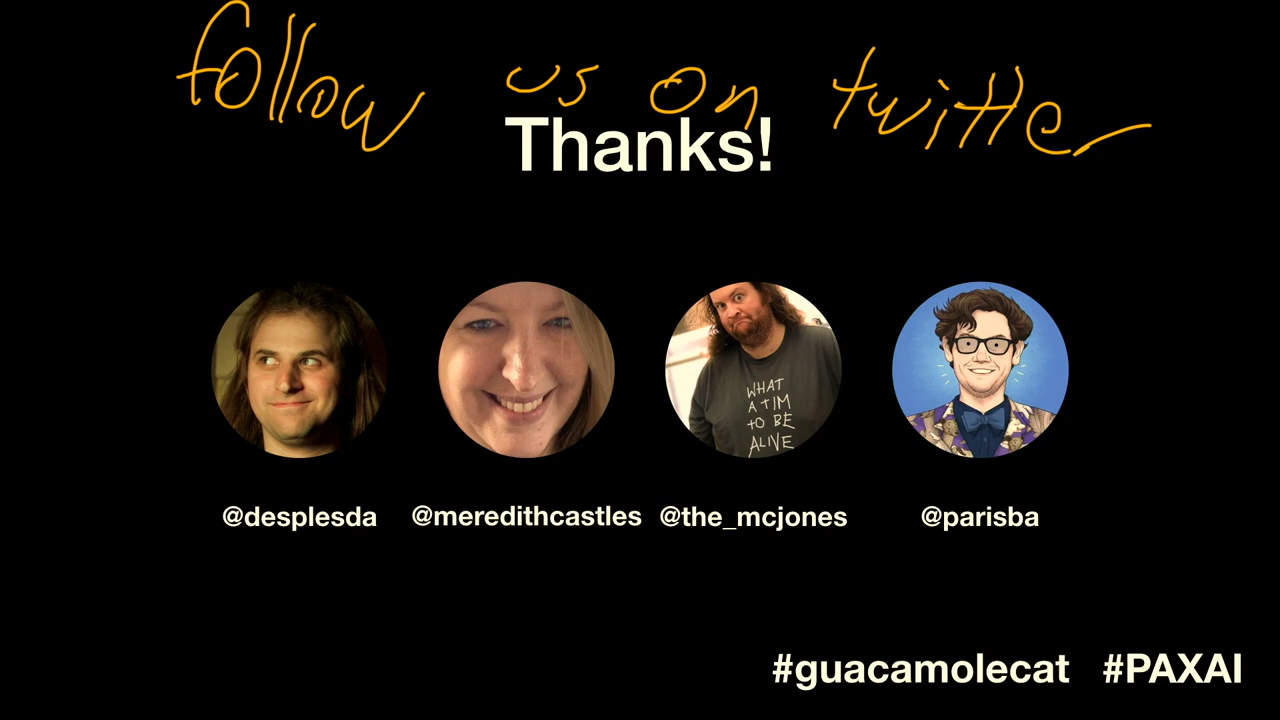 follow us on twitter
Thanks!
WHAT
A TIM
TO BE
ALIVE
@desplesda @meredithcastles @the_mcjones @parisba
#guacamolecat #PAXAI